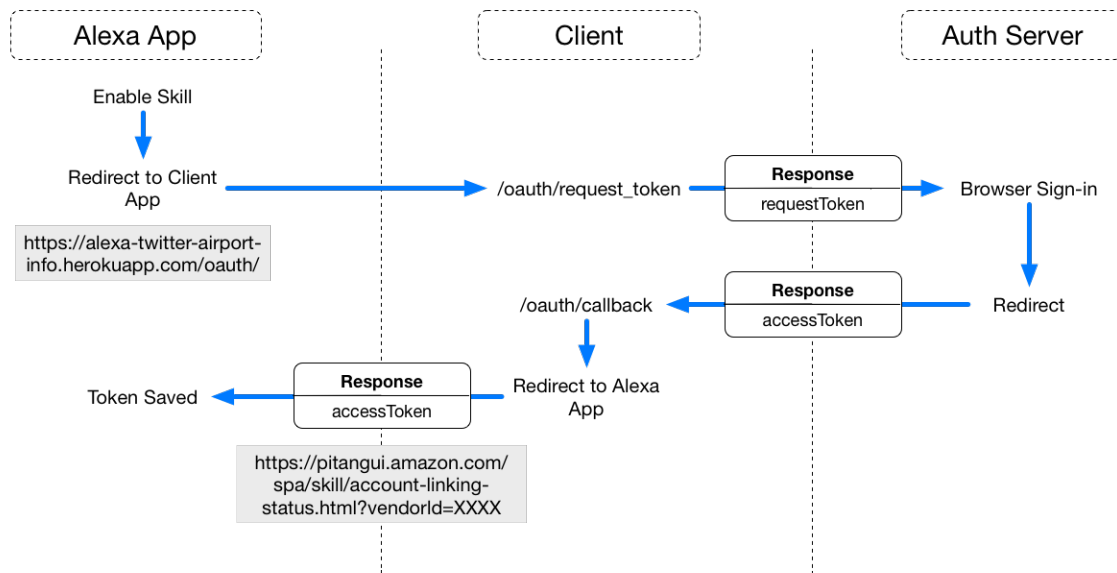 Alexa App
Client
Auth Server
Enable Skill
Redirect to Client
App
https://alexa-twitter-airport-
info.herokuapp.com/oauth/
/oauth/request_token
Response
requestToken
Browser Sign-in
Redirect
Response
accessToken
/oauth/callback
Redirect to Alexa
App
Response
accessToken
Token Saved
https://pitangui.amazon.com/
spa/skill/account-linking-
status.html?vendorId=XXXX